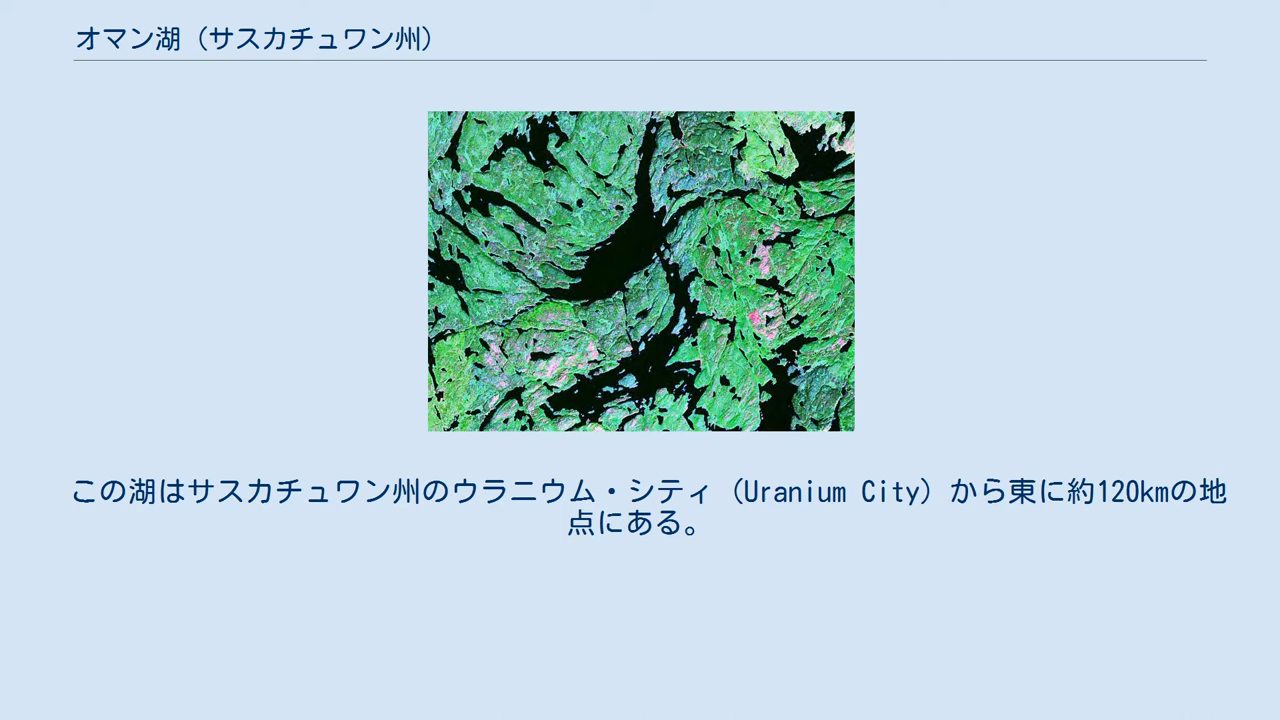 オマン湖（サスカチュワン州）
この湖はサスカチュワン州のウラニウム・シティ（Uranium City）から東に約120kmの地
点にある。